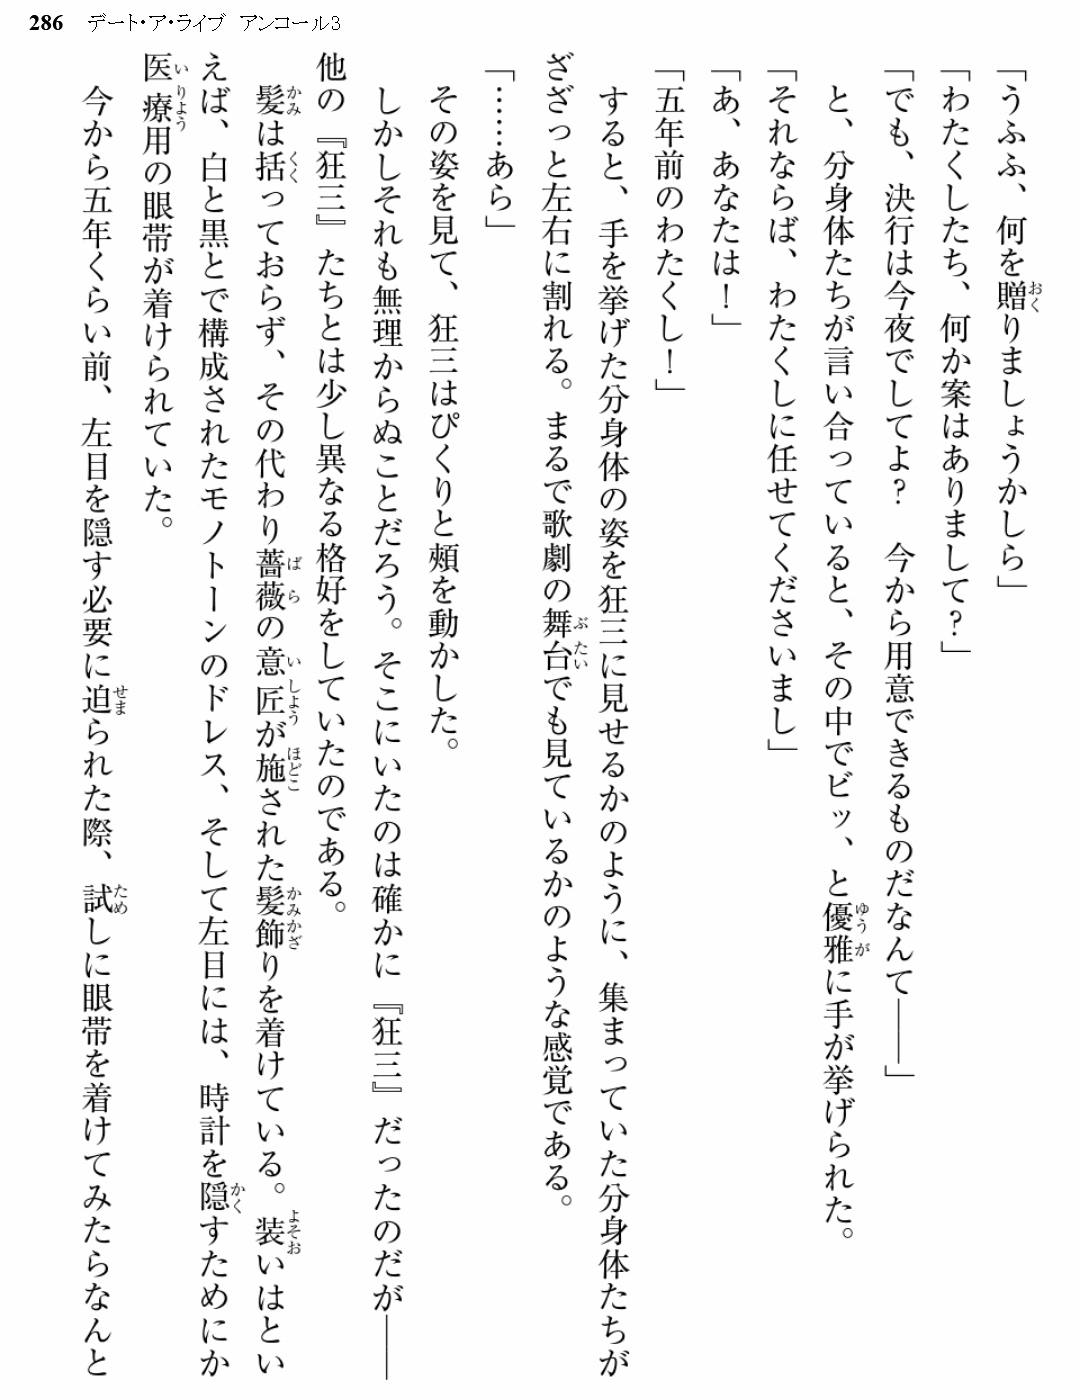 286 デート・ア・ライブ アンコール3
「うふふ、何を贈りましょうかしら」
「わたくしたち、何か案はありまして?」
「でも、決行は今夜でしてよ? 今から用意できるものだなんて――」
と、分身体たちが言い合っていると、その中でビッ、と優雅に手が挙げられた。
「それならば、わたくしに任せてくださいまし」
「あ、あなたは!」
「五年前のわたくし!」
すると、手を挙げた分身体の姿を狂三に見せるかのように、集まっていた分身体たちが
ざざっと左右に割れる。まるで歌劇の舞台でも見ているかのような感覚である。
「……あら」
その姿を見て、狂三はぴくりと頬を動かした。
しかしそれも無理からぬことだろう。そこにいたのは確かに『狂三』だったのだが――
他の『狂三』たちとは少し異なる格好をしていたのである。
髪は括っておらず、その代わり薔薇の意匠が施された髪飾りを着けている。装いはとい
えば、白と黒とで構成されたモノトーンのドレス、そして左目には、時計を隠すためにか
医療用の眼帯が着けられていた。
今から五年くらい前、左目を隠す必要に迫られた際、試しに眼帯を着けてみたらなんと